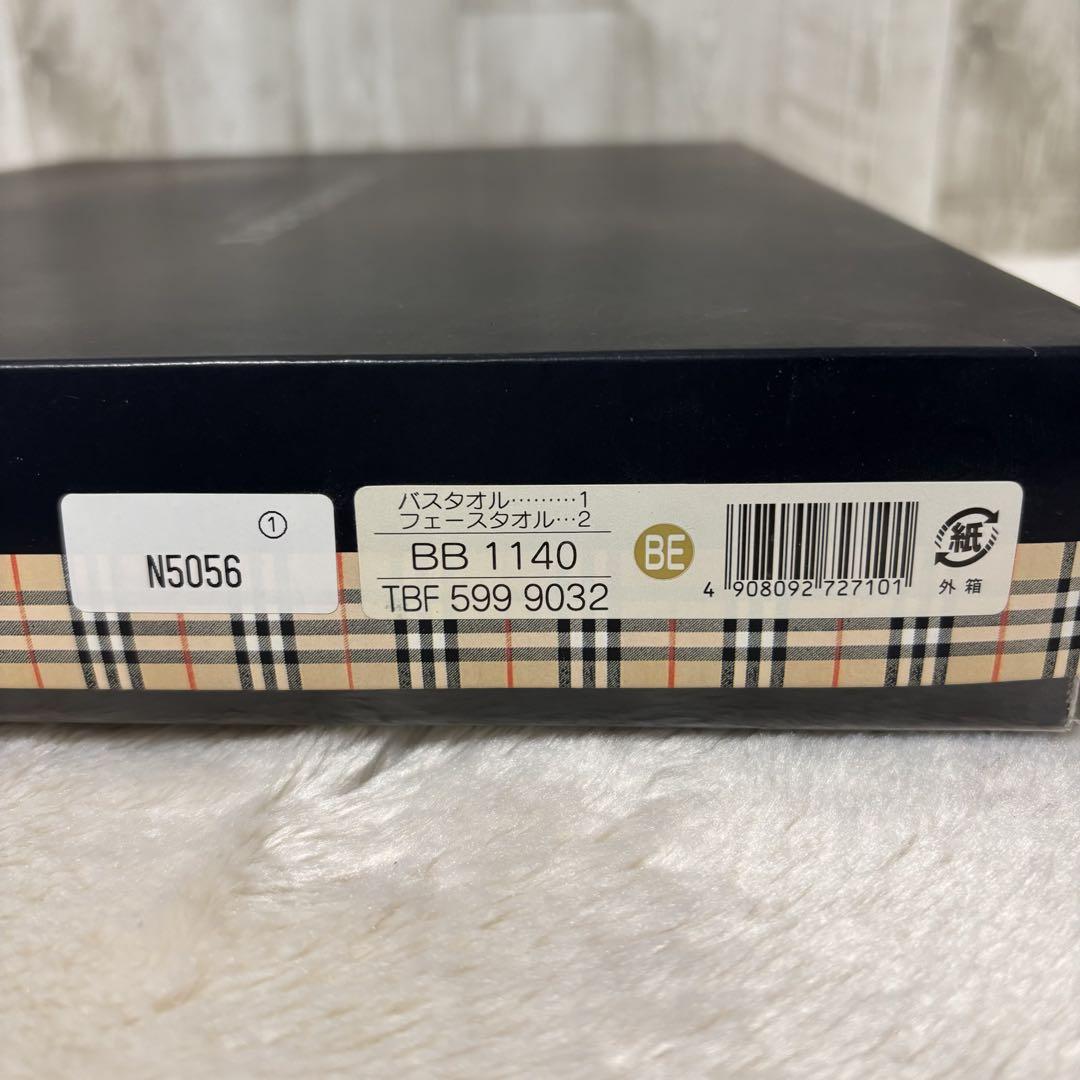 ①
N5056
バスタオル………1
フェースタオル…2
BB 1140
TBF 599 9032
BE
4 908092 727101
紙
外箱